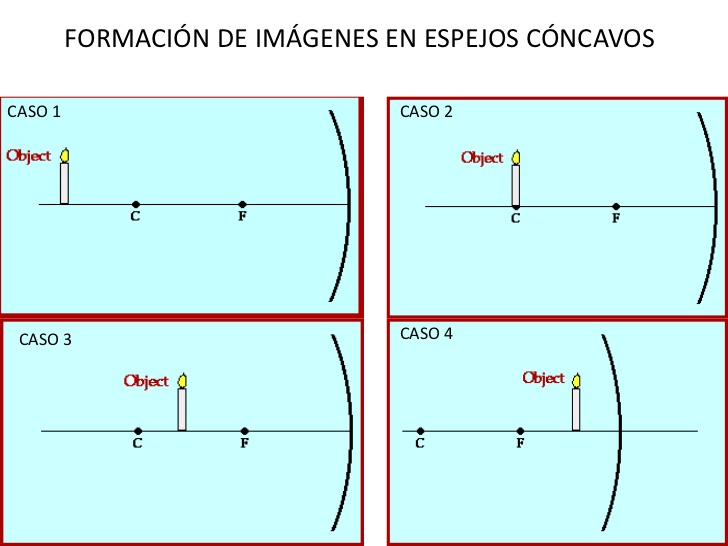 FORMACIÓN DE IMÁGENES EN ESPEJOS CÓNCAVOS
CASO 1
Object
C F
CASO 2
Object
C F
CASO 3
Object
C F
CASO 4
Object
C F